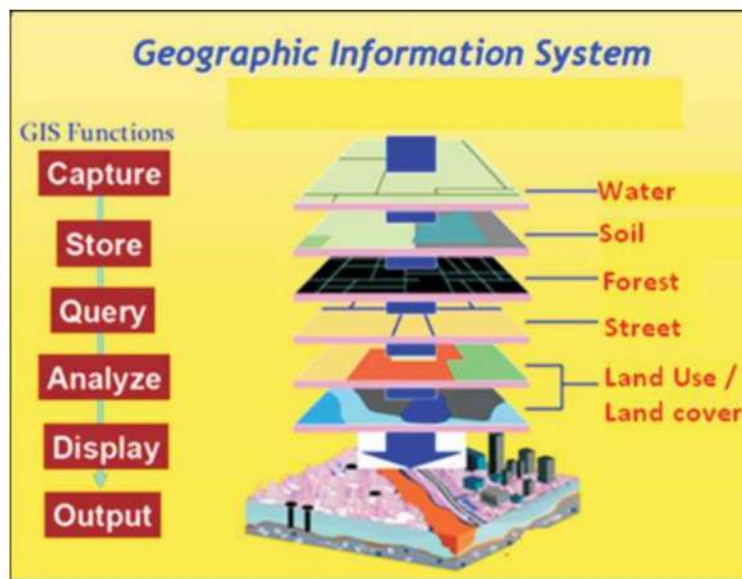 Geographic Information System
GIS Functions
Capture
Store
Query
Analyze
Display
Output
Water
Soil
Forest
Street
Land Use /
Land cover